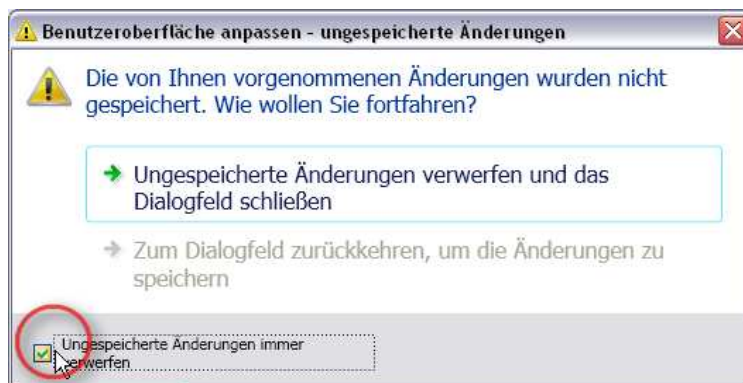 Benutzeroberfläche anpassen - ungespeicherte Änderungen
Die von Ihnen vorgenommenen Änderungen wurden nicht
gespeichert. Wie wollen Sie fortfahren?
Ungespeicherte Änderungen verwerfen und das
Dialogfeld schließen
Zum Dialogfeld zurückkehren, um die Änderungen zu
speichern
Ungespeicherte Änderungen immer
verwerfen